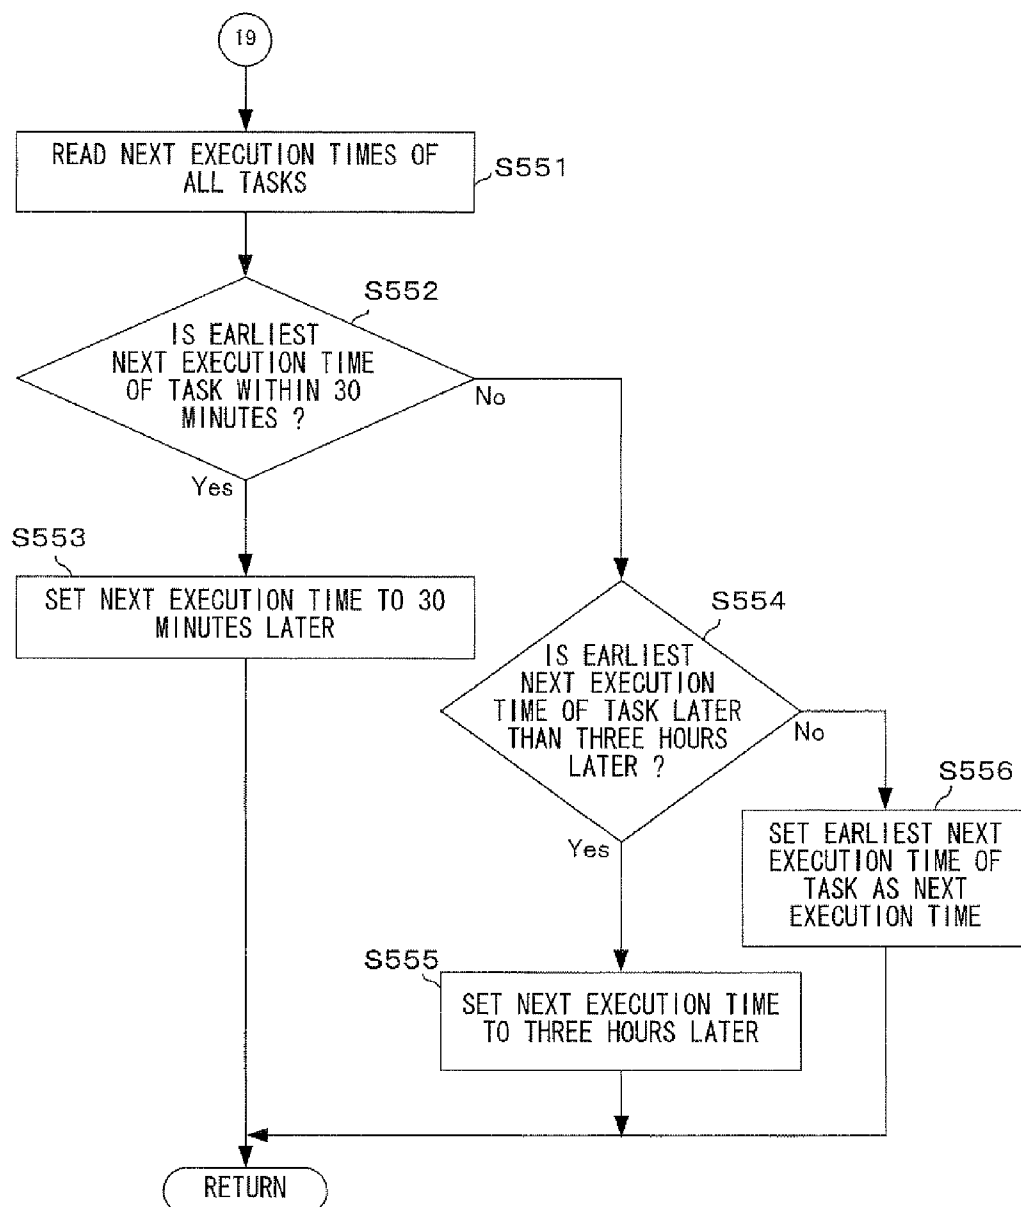 19
READ NEXT EXECUTION TIMES OF
ALL TASKS
S551
S552
IS EARLIEST
NEXT EXECUTION TIME
OF TASK WITHIN 30
MINUTES ?
No
Yes
S553
SET NEXT EXECUTION TIME TO 30
MINUTES LATER
S554
IS EARLIEST
NEXT EXECUTION
TIME OF TASK LATER
THAN THREE HOURS
LATER ?
No
Yes
S556
SET EARLIEST NEXT
EXECUTION TIME OF
TASK AS NEXT
EXECUTION TIME
S555
SET NEXT EXECUTION TIME
TO THREE HOURS LATER
RETURN